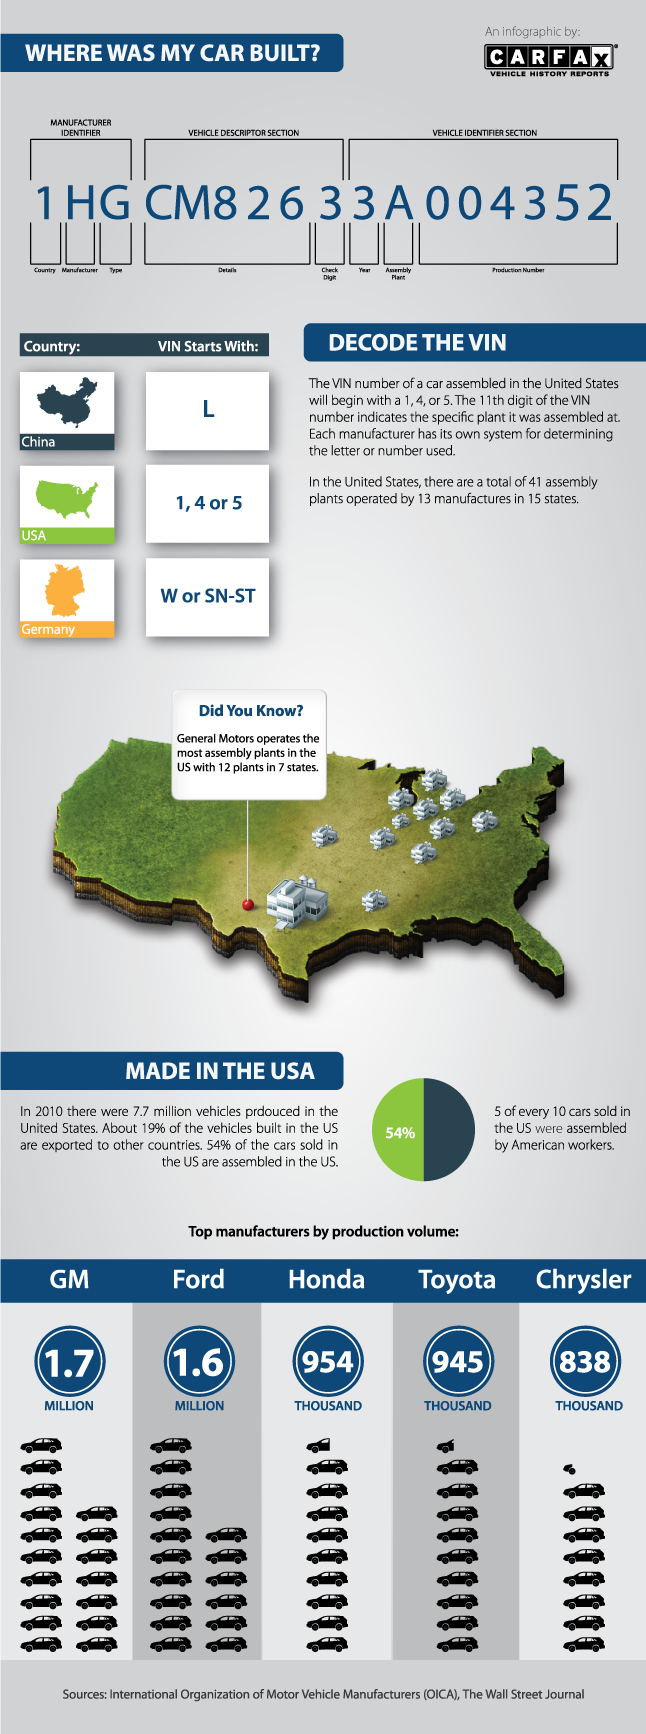 An infographic by:
WHERE WAS MY CAR BUILT?
CARFAX
VEHICLE HISTORY REPORTS
MANUFACTURER
IDENTIFIER
VEHICLE DESCRIPTOR SECTION
VEHICLE IDENTIFIER SECTION
1HG CM82633A004352
Country
Manufacturer
Type
Details
Check
Digit
Year
Assembly
Plant
Production Number
Country:
VIN Starts With:
China
L
USA
1, 4 or 5
Germany
W or SN-ST
DECODE THE VIN
The VIN number of a car assembled in the United States
will begin with a 1, 4, or 5. The 11th digit of the VIN
number indicates the specific plant it was assembled at.
Each manufacturer has its own system for determining
the letter or number used.
In the United States, there are a total of 41 assembly
plants operated by 13 manufactures in 15 states.
Did You Know?
General Motors operates the
most assembly plants in the
US with 12 plants in 7 states.
MADE IN THE USA
In 2010 there were 7.7 million vehicles prdouced in the
United States. About 19% of the vehicles built in the US
are exported to other countries. 54% of the cars sold in
the US are assembled in the US.
54%
5 of every 10 cars sold in
the US were assembled
by American workers.
Top manufacturers by production volume:
GM
Ford
Honda
Toyota
Chrysler
1.7
MILLION
1.6
MILLION
954
THOUSAND
945
THOUSAND
838
THOUSAND
Sources: International Organization of Motor Vehicle Manufacturers (OICA), The Wall Street Journal